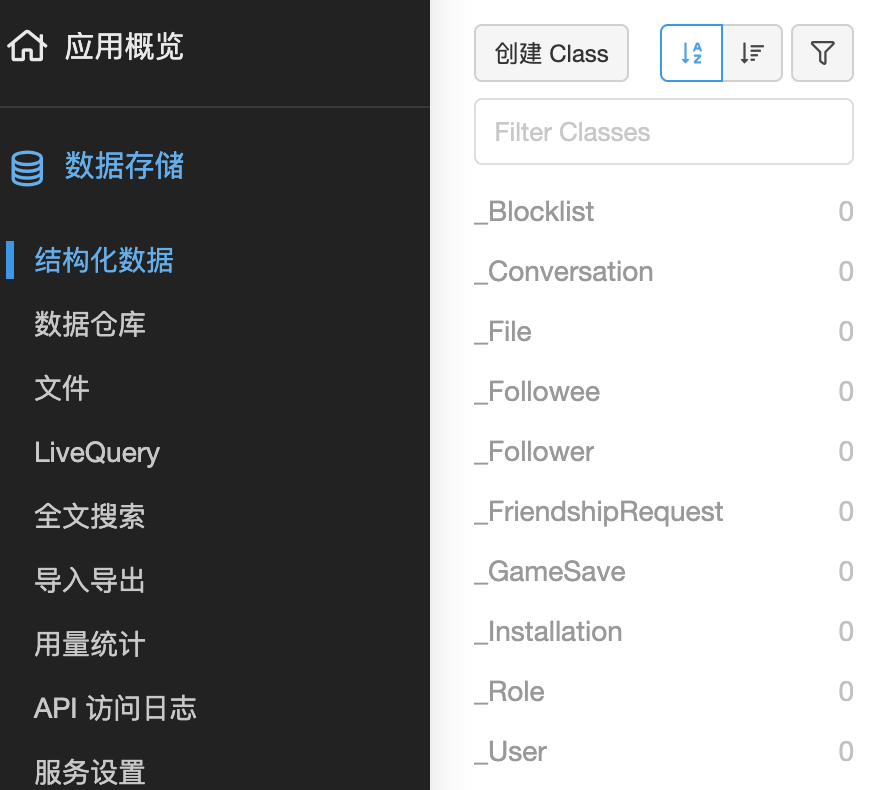 应用概览
数据存储
结构化数据
数据仓库
文件
LiveQuery
全文搜索
导入导出
用量统计
API 访问日志
服务设置
创建 Class
Filter Classes
_Blocklist 0
_Conversation 0
_File 0
_Followee 0
_Follower 0
_FriendshipRequest 0
_GameSave 0
_Installation 0
_Role 0
_User 0